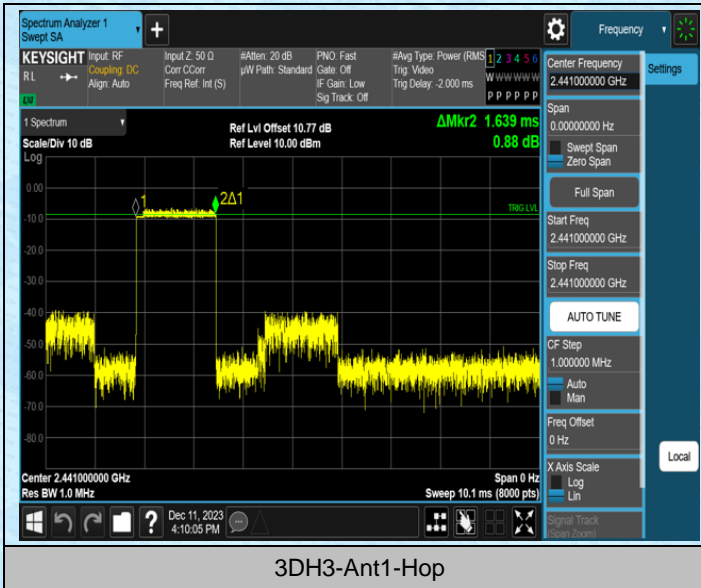 Spectrum Analyzer 1
Swept SA
Frequency
KEYSIGHT
RL
LXI
Input: RF
Coupling: DC
Align: Auto
Input Z: 50 Ω
Corr CCorr
Freq Ref: Int (S)
#Atten: 20 dB
µW Path: Standard
PNO: Fast
Gate: Off
IF Gain: Low
Sig Track: Off
#Avg Type: Power (RMS
Trig: Video
Trig Delay: -2.000 ms
1 2 3 4 5 6
W W W W W W
P P P P P P
1 Spectrum
Scale/Div 10 dB
Log
Ref Lvl Offset 10.77 dB
Ref Level 10.00 dBm
ΔMkr2 1.639 ms
0.88 dB
0.00
-10.0
-20.0
-30.0
-40.0
-50.0
-60.0
-70.0
-80.0
1
2Δ1
TRIG LVL
Center 2.441000000 GHz
Res BW 1.0 MHz
Span 0 Hz
Sweep 10.1 ms (8000 pts)
?
Dec 11, 2023
4:10:05 PM
Center Frequency
2.441000000 GHz
Span
0.00000000 Hz
Swept Span
Zero Span
Full Span
Start Freq
2.441000000 GHz
Stop Freq
2.441000000 GHz
AUTO TUNE
CF Step
1.000000 MHz
Auto
Man
Freq Offset
0 Hz
X Axis Scale
Log
Lin
Signal Track
(Span Zoom)
Settings
Local
3DH3-Ant1-Hop